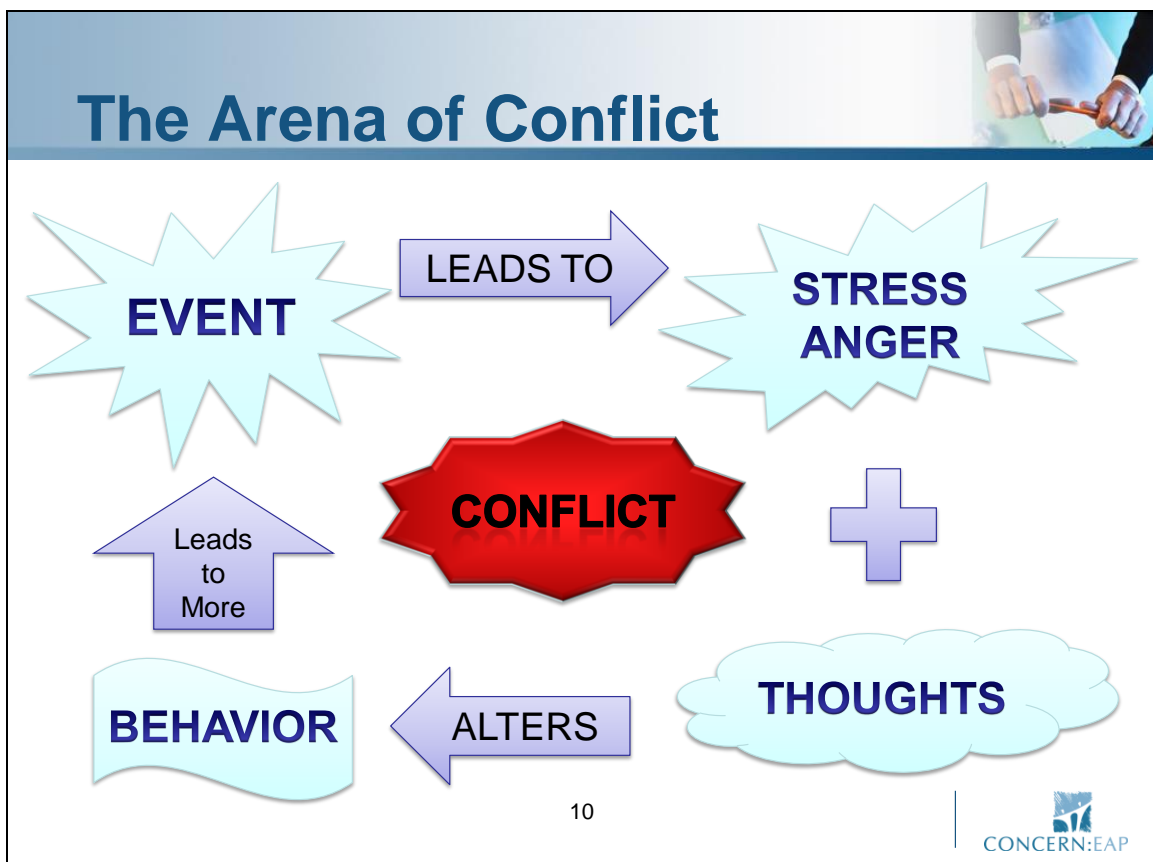 The Arena of Conflict
EVENT
LEADS TO
STRESS
ANGER
CONFLICT
Leads
to
More
BEHAVIOR
ALTERS
THOUGHTS
10
CONCERN:EAP